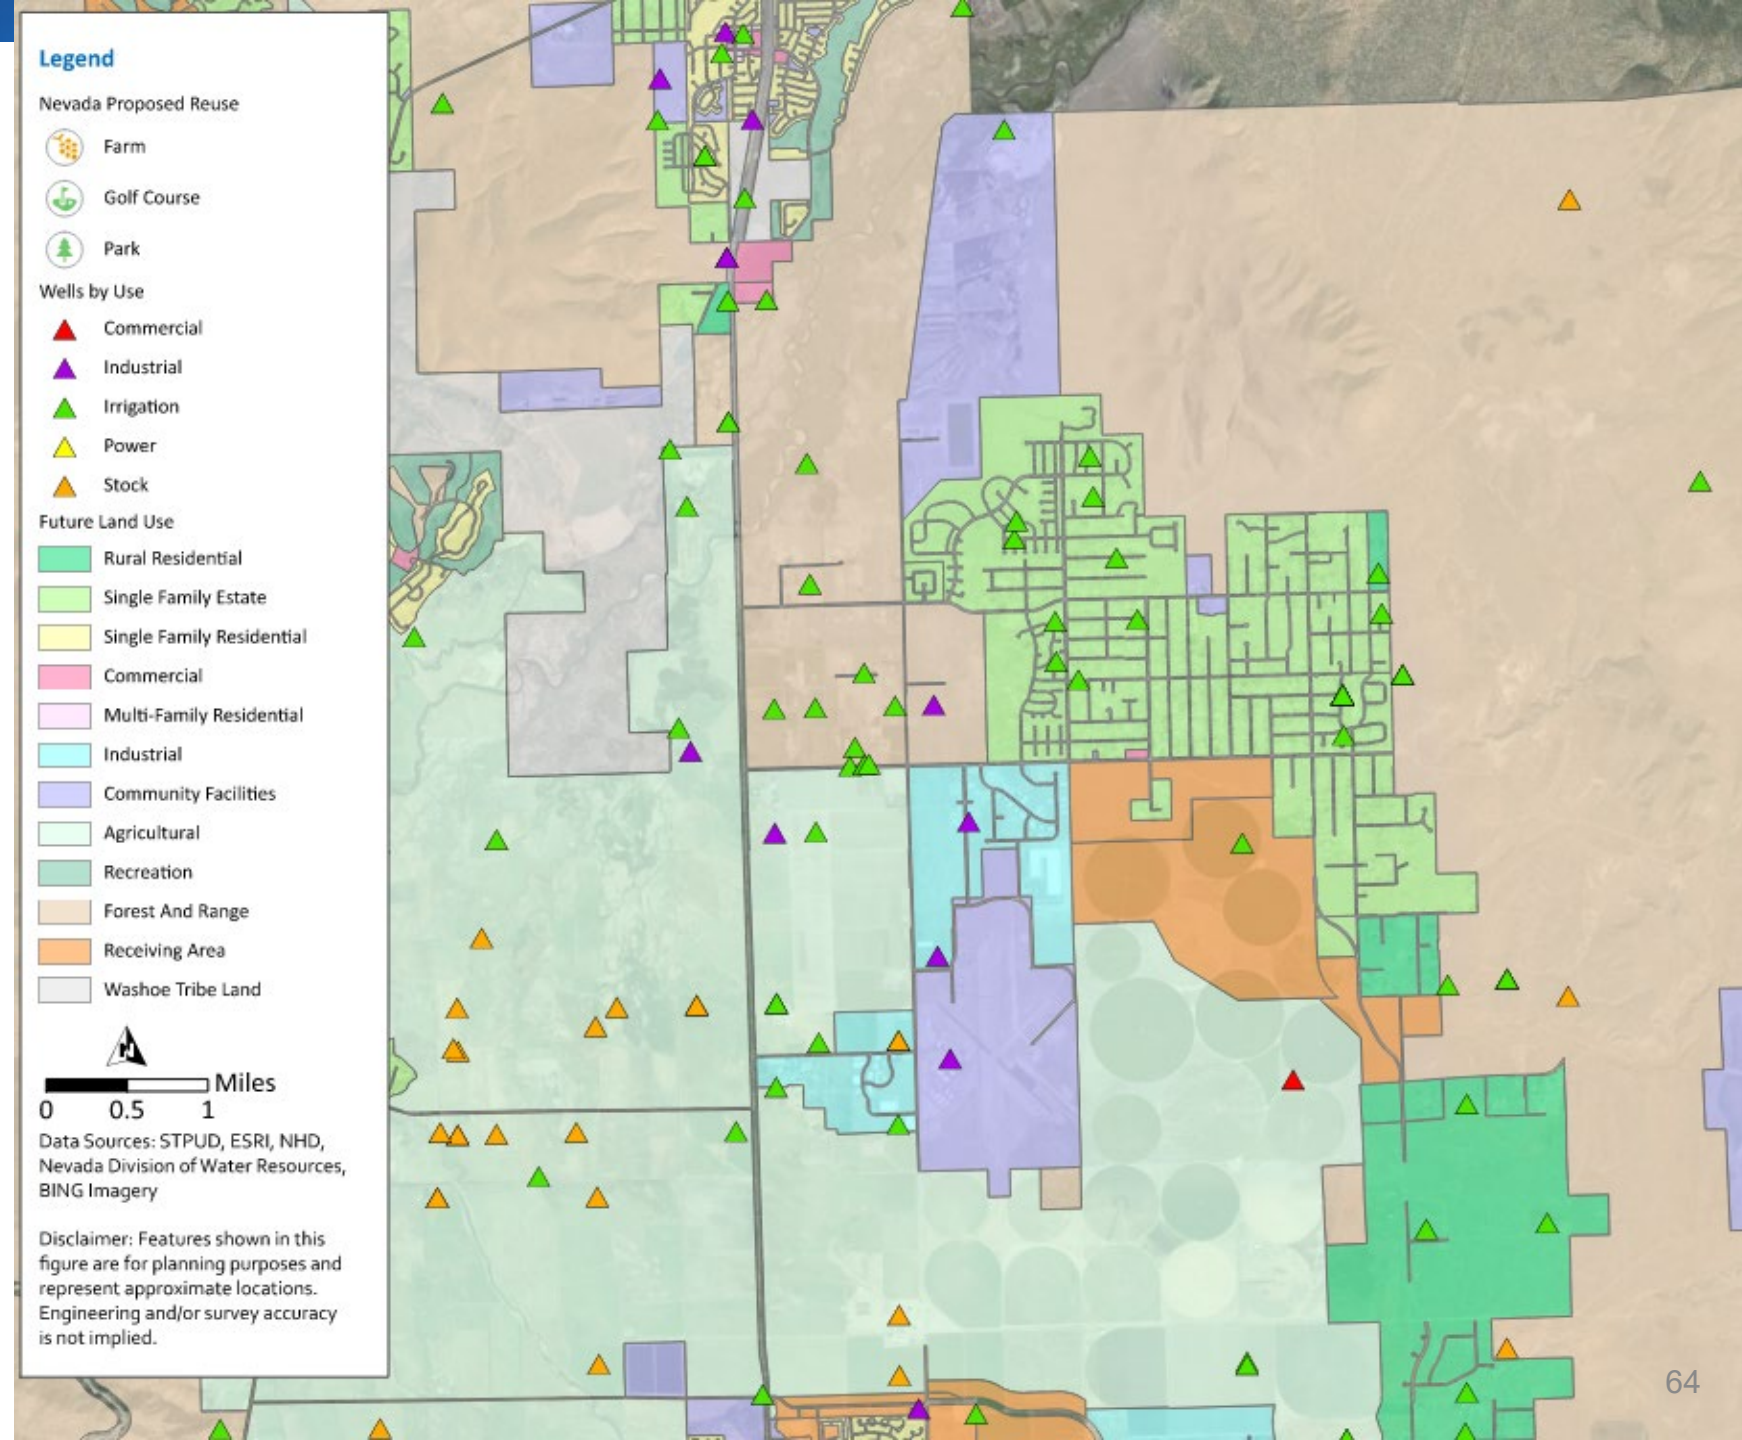 Legend
Nevada Proposed Reuse
Farm
Golf Course
Park
Wells by Use
Commercial
Industrial
Irrigation
Power
Stock
Future Land Use
Rural Residential
Single Family Estate
Single Family Residential
Commercial
Multi-Family Residential
Industrial
Community Facilities
Agricultural
Recreation
Forest And Range
Receiving Area
Washoe Tribe Land
N
Miles
0 0.5 1
Data Sources: STPUD, ESRI, NHD,
Nevada Division of Water Resources,
BING Imagery
Disclaimer: Features shown in this
figure are for planning purposes and
represent approximate locations.
Engineering and/or survey accuracy
is not implied.
64